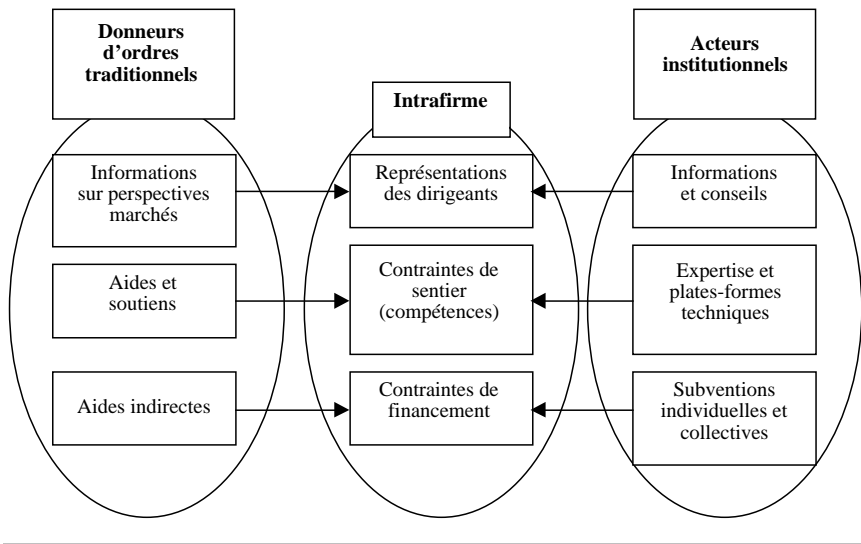 Donneurs
d'ordres
traditionnels
Intrafirme
Acteurs
institutionnels
Informations
sur perspectives
marchés
Représentations
des dirigeants
Informations
et conseils
Aides et
soutiens
Contraintes de
sentier
(compétences)
Expertise et
plates-formes
techniques
Aides indirectes
Contraintes de
financement
Subventions
individuelles et
collectives